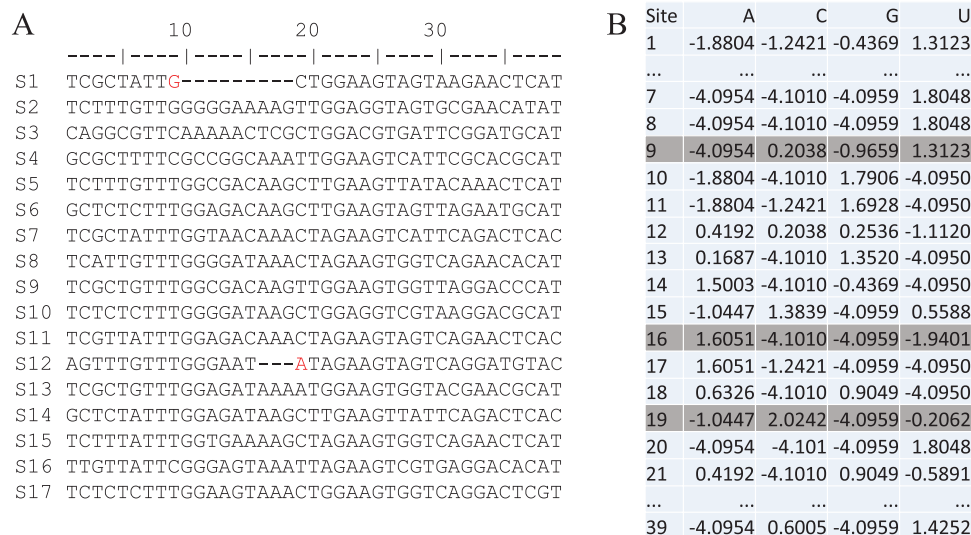 A
10 20 30
----|----|----|----|----|----|----|----
S1 TCGCTATTG---------CTGGAAGTAGTAAGAACTCAT
S2 TCTTTGTTGGGGGAAAAGTTGGAGGTAGTGCGAACATAT
S3 CAGGCGTTCAAAAACTCGCTGGACGTGATTCGGATGCAT
S4 GCGCTTTTCGCCGGCAAATTGGAAGTCATTCGCACGCAT
S5 TCTTTGTTTGGCGACAAGCTTGAAGTTATACAAACTCAT
S6 GCTCTCTTTGGAGACAAGCTTGAAGTAGTTAGAATGCAT
S7 TCGCTATTTGGTAACAAACTAGAAGTCATTCAGACTCAC
S8 TCATTGTTTGGGGATAAACTAGAAGTGGTCAGAACACAT
S9 TCGCTGTTTGGCGACAAGTTGGAAGTGGTTAGGACCCAT
S10 TCTCTCTTTGGGGATAAGCTGGAGGTCGTAAGGACGCAT
S11 TCGTTATTTGGAGACAAACTAGAAGTAGTCAGAACTCAT
S12 AGTTTGTTTGGGAAT---ATAGAAGTAGTCAGGATGTAC
S13 TCGCTGTTTGGAGATAAAATGGAAGTGGTACGAACGCAT
S14 GCTCTATTTGGAGATAAGCTTGAAGTTATTCAGACTCAC
S15 TCTTTATTTGGTGAAAAGCTAGAAGTGGTCAGAACTCAT
S16 TTGTTATTCGGGAGTAAATTAGAAGTCGTGAGGACACAT
S17 TCTCTCTTTGGAAGTAAACTGGAAGTGGTCAGGACTCGT
B
Site A C G U
1 -1.8804 -1.2421 -0.4369 1.3123
... ... ... ... ...
7 -4.0954 -4.1010 -4.0959 1.8048
8 -4.0954 -4.1010 -4.0959 1.8048
9 -4.0954 0.2038 -0.9659 1.3123
10 -1.8804 -4.1010 1.7906 -4.0950
11 -1.8804 -1.2421 1.6928 -4.0950
12 0.4192 0.2038 0.2536 -1.1120
13 0.1687 -4.1010 1.3520 -4.0950
14 1.5003 -4.1010 -0.4369 -4.0950
15 -1.0447 1.3839 -4.0959 0.5588
16 1.6051 -4.1010 -4.0959 -1.9401
17 1.6051 -1.2421 -4.0959 -4.0950
18 0.6326 -4.1010 0.9049 -4.0950
19 -1.0447 2.0242 -4.0959 -0.2062
20 -4.0954 -4.101 -4.0959 1.8048
21 0.4192 -4.1010 0.9049 -0.5891
... ... ... ... ...
39 -4.0954 0.6005 -4.0959 1.4252